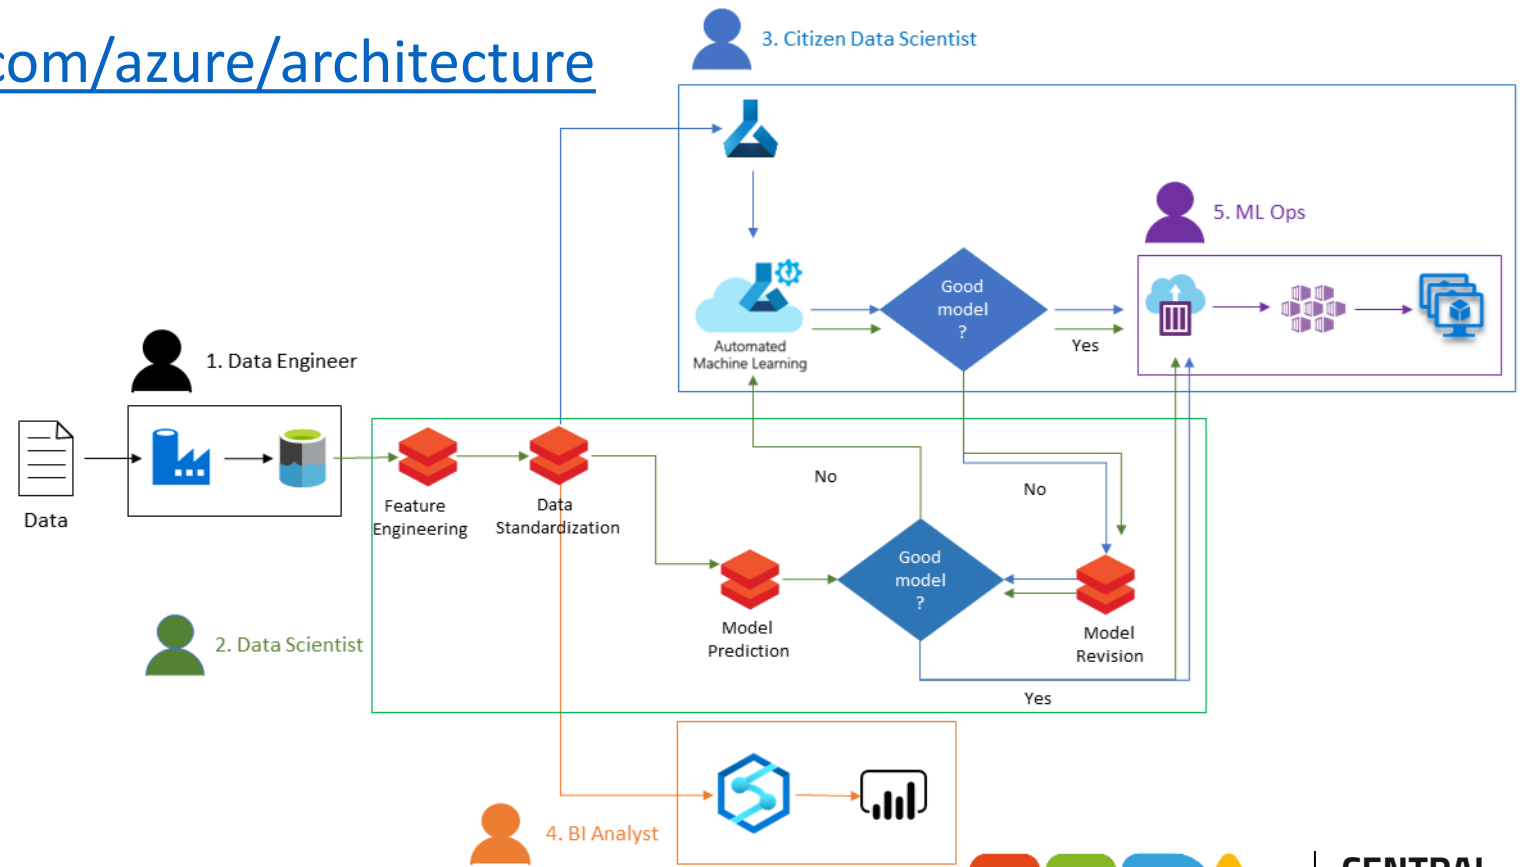 com/azure/architecture
3. Citizen Data Scientist
5. ML Ops
Good
model
?
Yes
Automated
Machine Learning
1. Data Engineer
Data
Feature
Engineering
Data
Standardization
No
No
Good
model
?
Model
Prediction
Model
Revision
2. Data Scientist
Yes
4. BI Analyst
CENTRAL